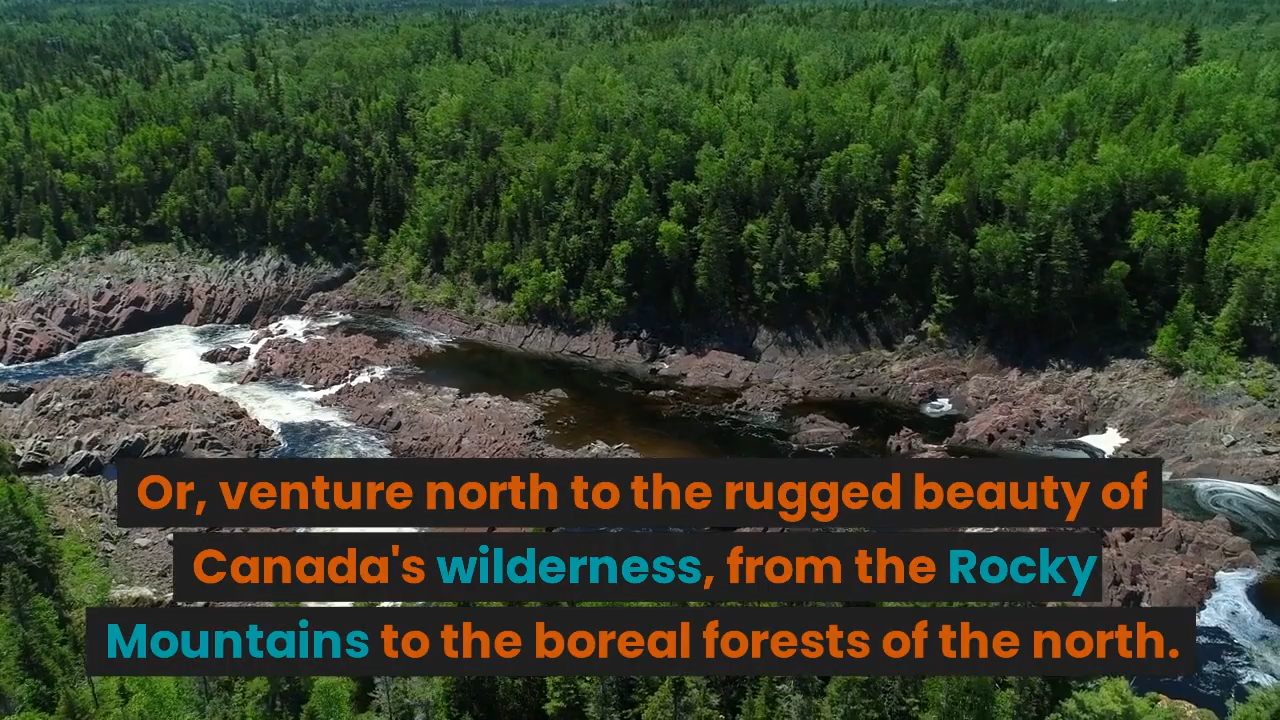 Or, venture north to the rugged beauty of
Canada's wilderness, from the Rocky
Mountains to the boreal forests of the north.